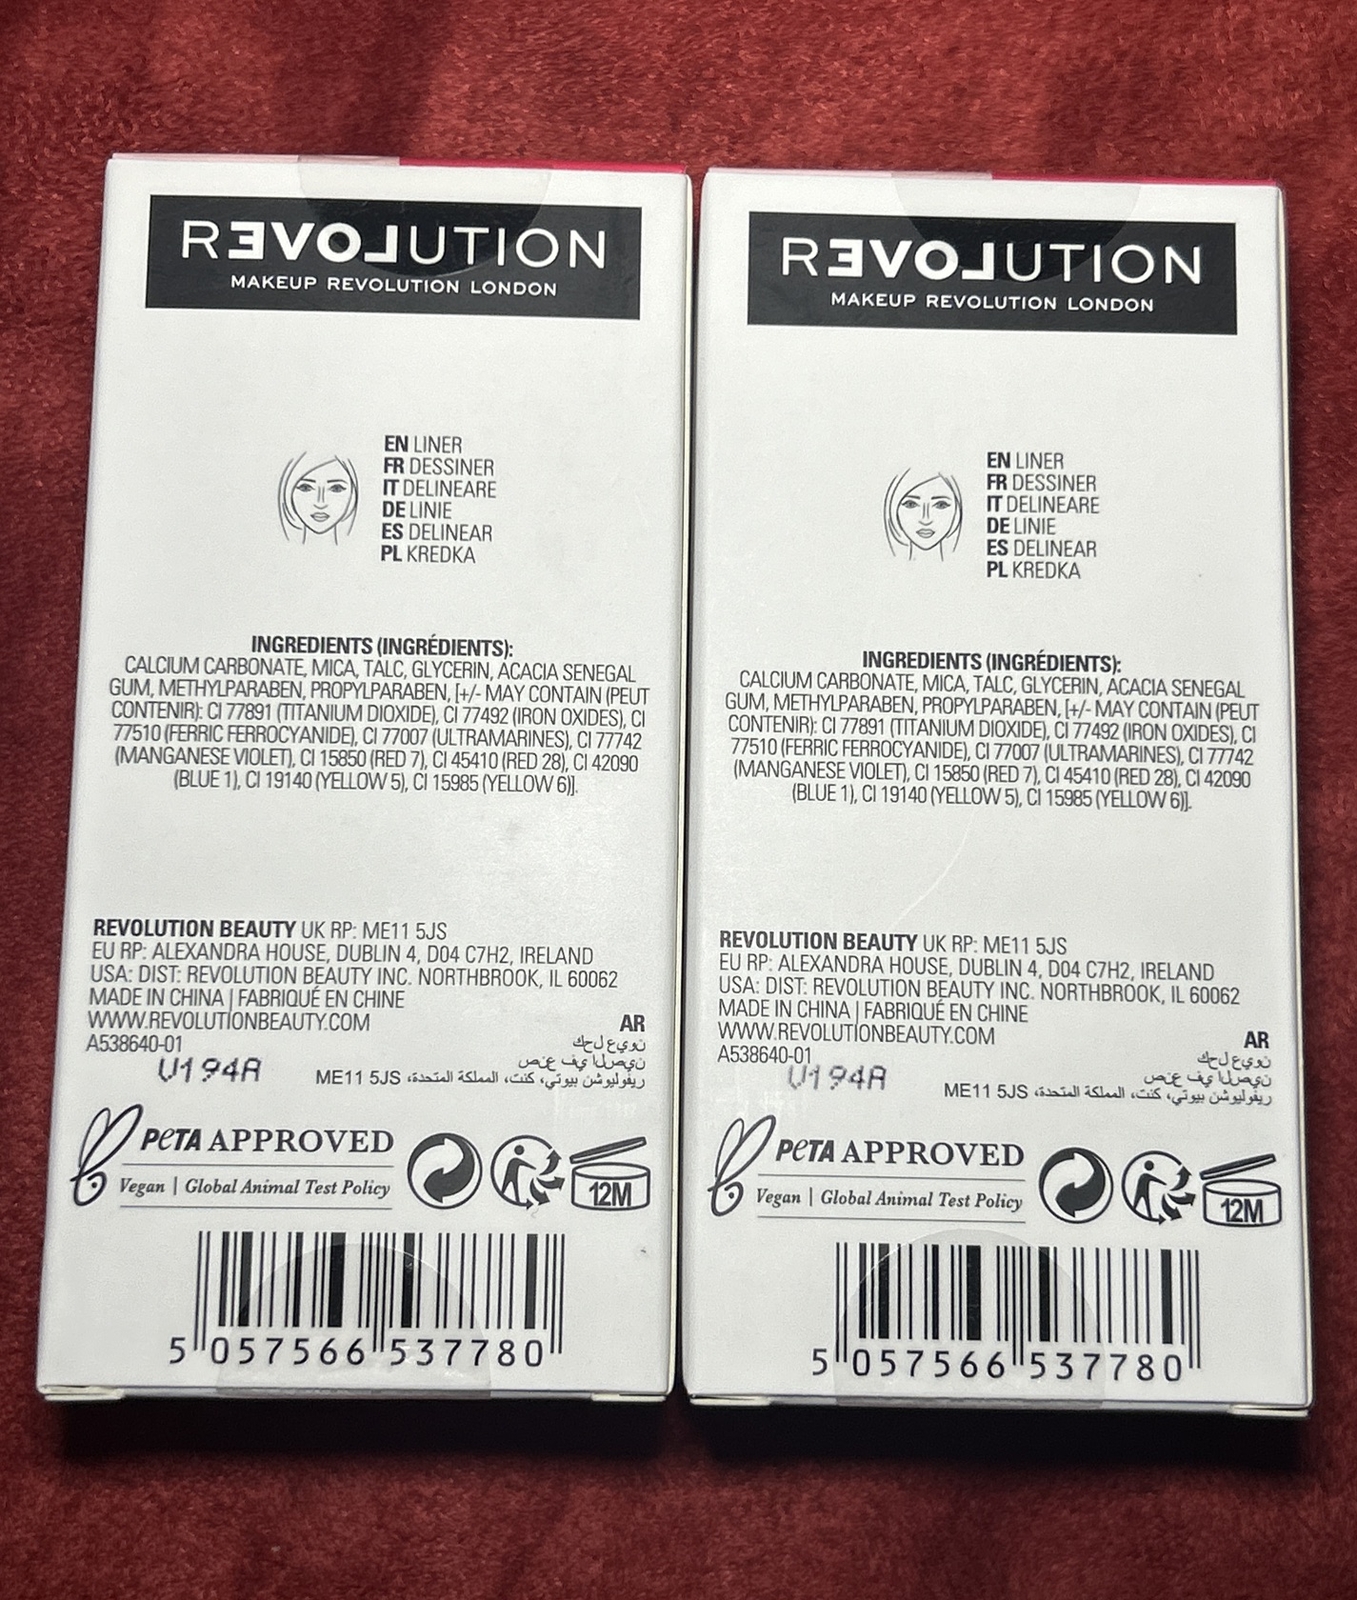 REVOLUTION
MAKEUP REVOLUTION LONDON
EN LINER
FR DESSINER
IT DELINEARE
DE LINIE
ES DELINEAR
PL KREDKA
INGREDIENTS (INGRÉDIENTS):
CALCIUM CARBONATE, MICA, TALC, GLYCERIN, ACACIA SENEGAL
GUM, METHYLPARABEN, PROPYLPARABEN, [+/- MAY CONTAIN (PEUT
CONTENIR): CI 77891 (TITANIUM DIOXIDE), CI 77492 (IRON OXIDES), CI
77510 (FERRIC FERROCYANIDE), CI 77007 (ULTRAMARINES), CI 77742
(MANGANESE VIOLET), CI 15850 (RED 7), CI 45410 (RED 28), CI 42090
(BLUE 1), CI 19140 (YELLOW 5), CI 15985 (YELLOW 6)].
REVOLUTION BEAUTY UK RP: ME11 5JS
EU RP: ALEXANDRA HOUSE, DUBLIN 4, D04 C7H2, IRELAND
USA: DIST: REVOLUTION BEAUTY INC. NORTHBROOK, IL 60062
MADE IN CHINA | FABRIQUÉ EN CHINE
WWW.REVOLUTIONBEAUTY.COM
A538640-01
V194A
AR
نويع لحك
نيصلا يف عنص
ريفوليوشن بيوتي، كنت، المملكة المتحدة، ME11 5JS
PETA APPROVED
Vegan | Global Animal Test Policy
12M
5 057566 537780
REVOLUTION
MAKEUP REVOLUTION LONDON
EN LINER
FR DESSINER
IT DELINEARE
DE LINIE
ES DELINEAR
PL KREDKA
INGREDIENTS (INGRÉDIENTS):
CALCIUM CARBONATE, MICA, TALC, GLYCERIN, ACACIA SENEGAL
GUM, METHYLPARABEN, PROPYLPARABEN, [+/- MAY CONTAIN (PEUT
CONTENIR): CI 77891 (TITANIUM DIOXIDE), CI 77492 (IRON OXIDES), CI
77510 (FERRIC FERROCYANIDE), CI 77007 (ULTRAMARINES), CI 77742
(MANGANESE VIOLET), CI 15850 (RED 7), CI 45410 (RED 28), CI 42090
(BLUE 1), CI 19140 (YELLOW 5), CI 15985 (YELLOW 6)].
REVOLUTION BEAUTY UK RP: ME11 5JS
EU RP: ALEXANDRA HOUSE, DUBLIN 4, D04 C7H2, IRELAND
USA: DIST: REVOLUTION BEAUTY INC. NORTHBROOK, IL 60062
MADE IN CHINA | FABRIQUÉ EN CHINE
WWW.REVOLUTIONBEAUTY.COM
A538640-01
V194A
AR
نويع لحك
نيصلا يف عنص
ريفوليوشن بيوتي، كنت، المملكة المتحدة، ME11 5JS
PETA APPROVED
Vegan | Global Animal Test Policy
12M
5 057566 537780